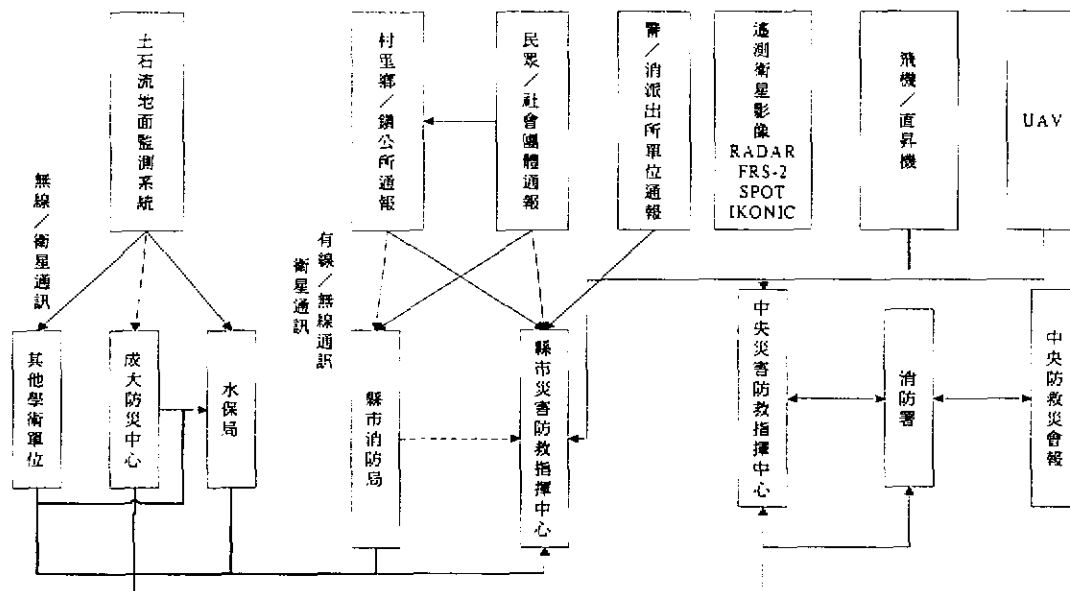 土石流地面監測系統
村里鄉／鎮公所通報
民眾／社會團體通報
警／消派出所單位通報
遙測衛星影像
RADAR
FRS-2
SPOT
IKONIC
飛機／直昇機
UAV
無線／衛星通訊
有線／無線通訊
衛星通訊
其他學術單位
成大防災中心
水保局
縣市消防局
縣市災害防救指揮中心
中央災害防救指揮中心
消防署
中央防救災會報